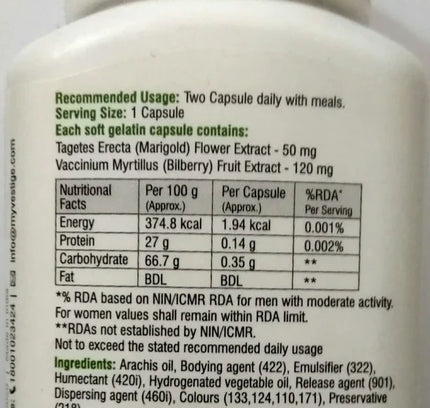 Recommended Usage: Two Capsule daily with meals.
Serving Size: 1 Capsule
Each soft gelatin capsule contains:
Tagetes Erecta (Marigold) Flower Extract - 50 mg
Vaccinium Myrtillus (Bilberry) Fruit Extract - 120 mg
Nutritional Facts Per 100 g (Approx.) Per Capsule (Approx.) %RDA* Per Serving
Energy 374.8 kcal 1.94 kcal 0.001%
Protein 27 g 0.14 g 0.002%
Carbohydrate 66.7 g 0.35 g **
Fat BDL BDL **
*% RDA based on NIN/ICMR RDA for men with moderate activity.
For women values shall remain within RDA limit.
**RDAs not established by NIN/ICMR.
Not to exceed the stated recommended daily usage
Ingredients: Arachis oil, Bodying agent (422), Emulsifier (322),
Humectant (420i), Hydrogenated vegetable oil, Release agent (901),
Dispersing agent (460i), Colours (133,124,110,171), Preservative
(218)
18001023424 | info@myvestige.com